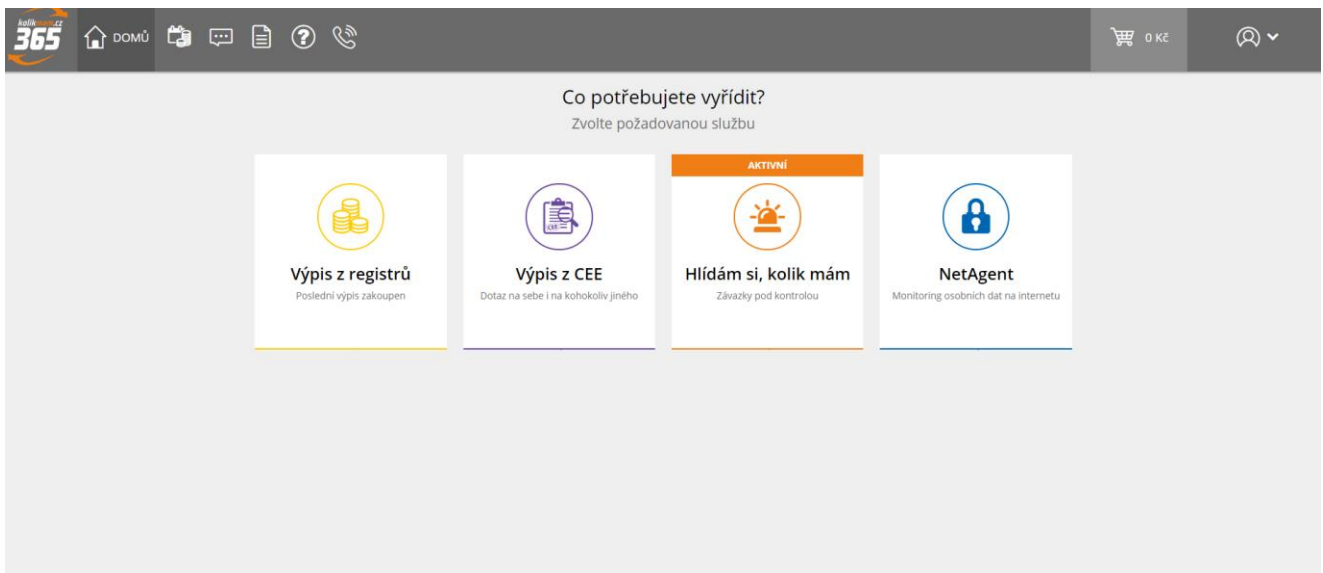 kolikmam.cz
365
DOMŮ
0 Kč
Co potřebujete vyřídit?
Zvolte požadovanou službu
AKTIVNÍ
CEE
Výpis z registrů
Poslední výpis zakoupen
Výpis z CEE
Dotaz na sebe i na kohokoliv jiného
Hlídám si, kolik mám
Závazky pod kontrolou
NetAgent
Monitoring osobních dat na internetu